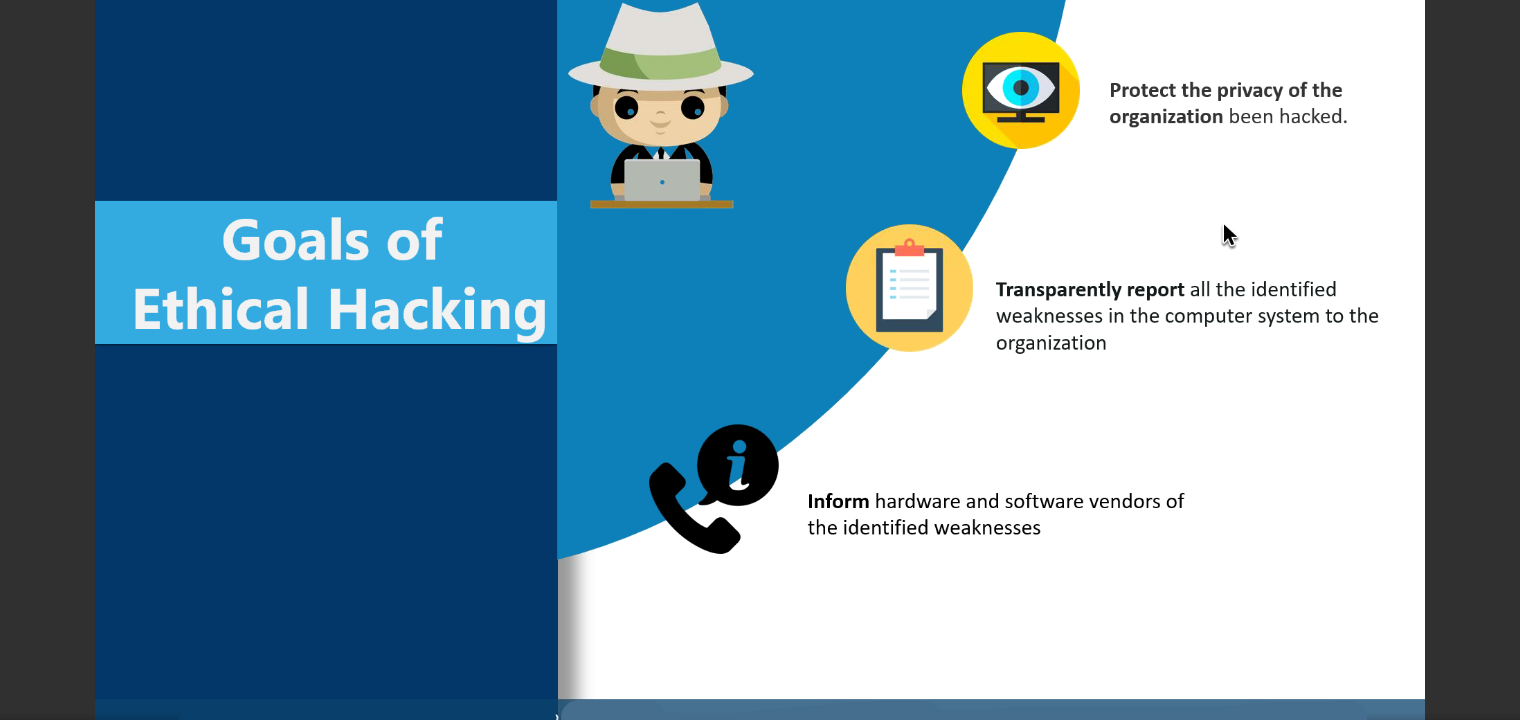 Goals of
Ethical Hacking
Protect the privacy of the
organization been hacked.
Transparently report all the identified
weaknesses in the computer system to the
organization
i
Inform hardware and software vendors of
the identified weaknesses